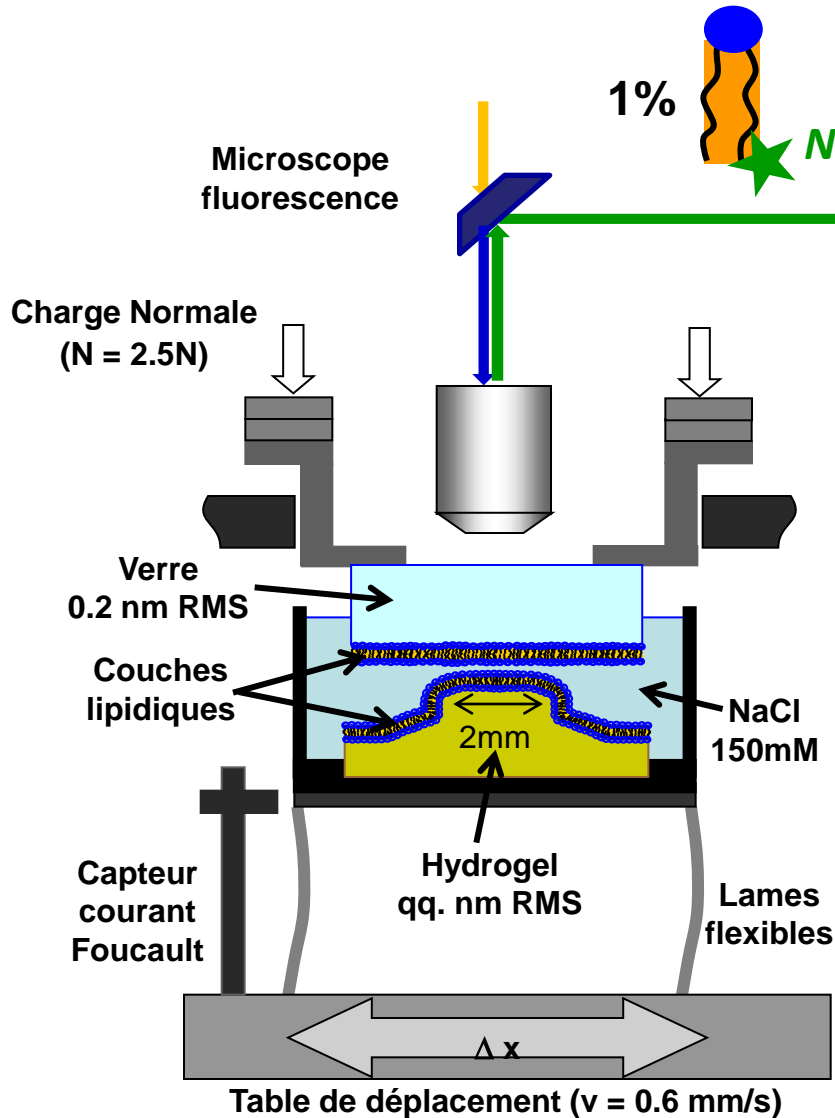 1%
N
Microscope
fluorescence
Charge Normale
(N = 2.5N)
Verre
0.2 nm RMS
Couches
lipidiques
NaCl
150mM
2mm
Hydrogel
qq. nm RMS
Capteur
courant
Foucault
Lames
flexibles
Δ x
Table de déplacement (v = 0.6 mm/s)